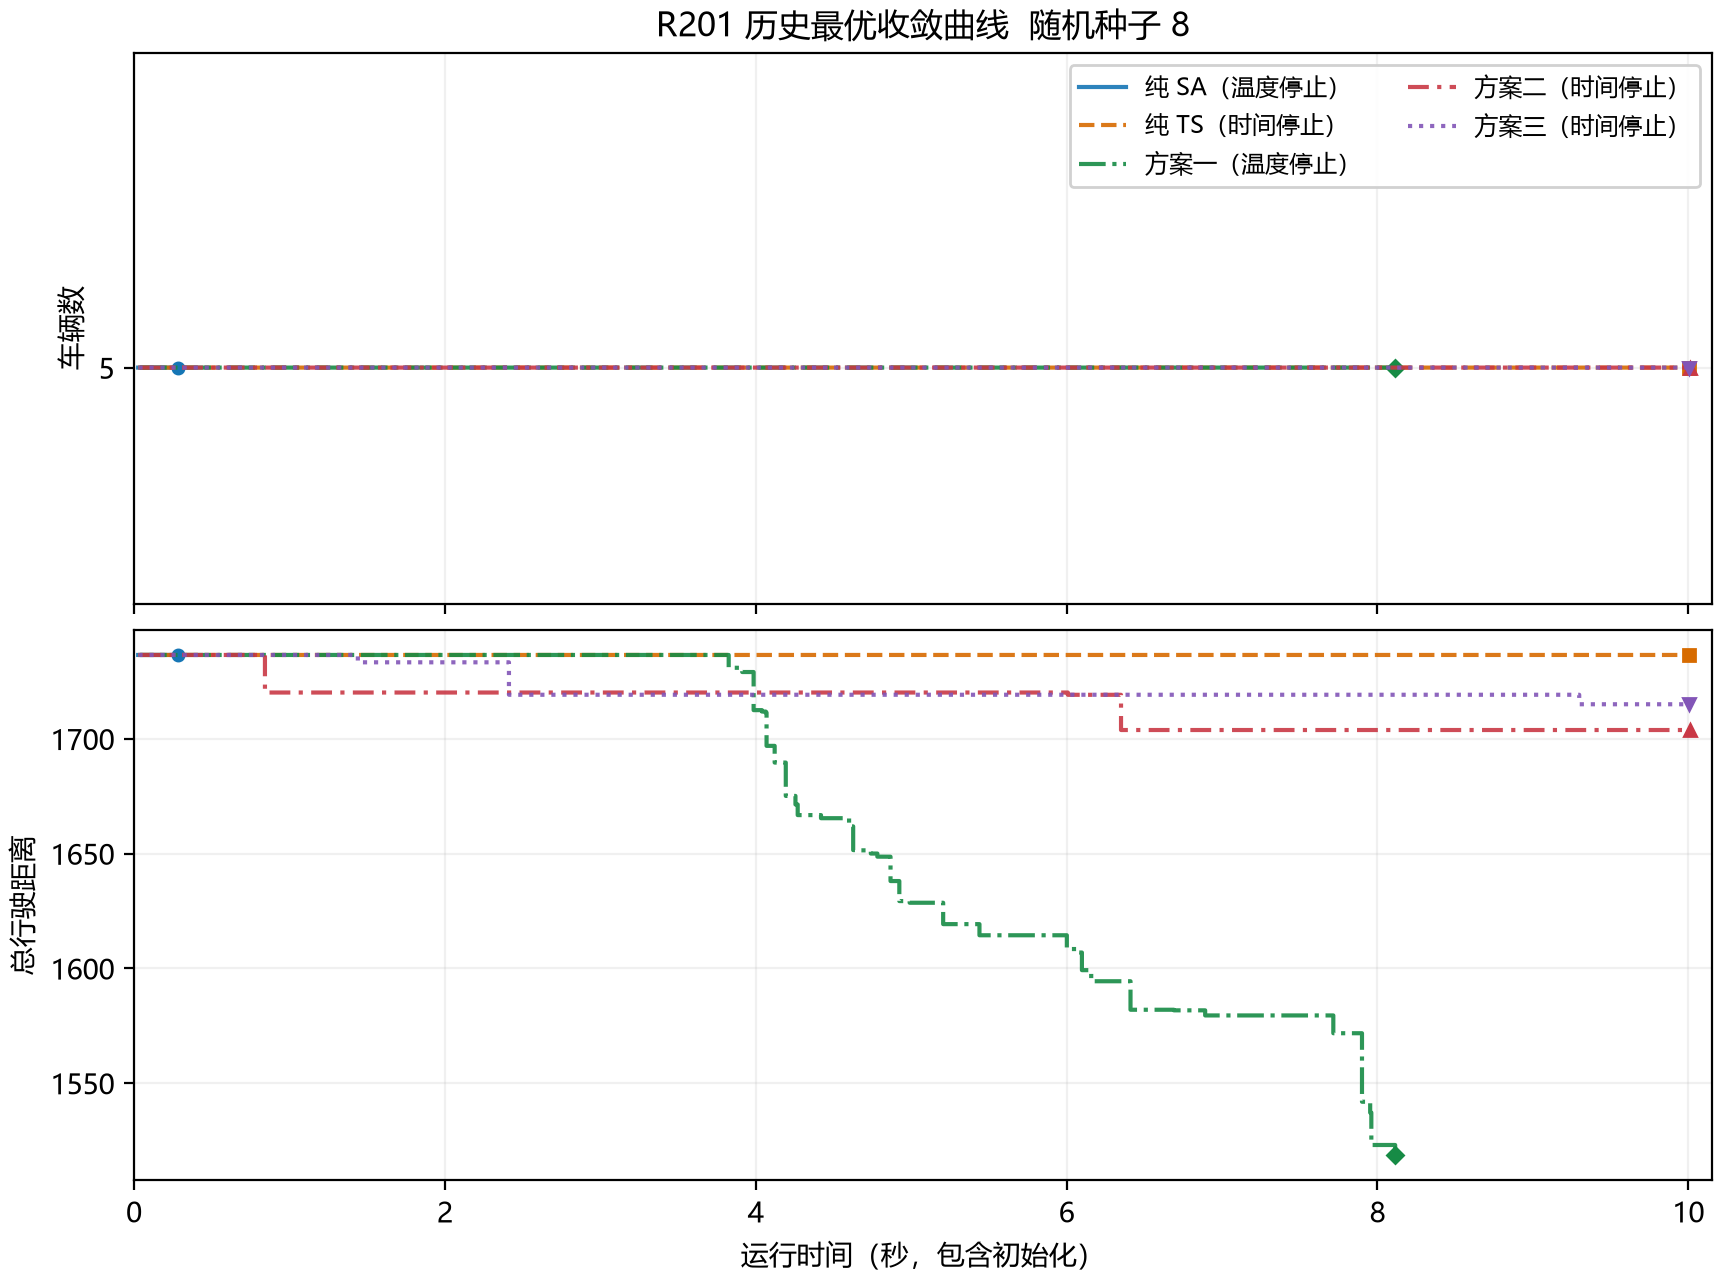 R201 历史最优收敛曲线 随机种子 8
纯 SA（温度停止）
纯 TS（时间停止）
方案一（温度停止）
方案二（时间停止）
方案三（时间停止）
车辆数
5
总行驶距离
1700
1650
1600
1550
0 2 4 6 8 10
运行时间（秒，包含初始化）